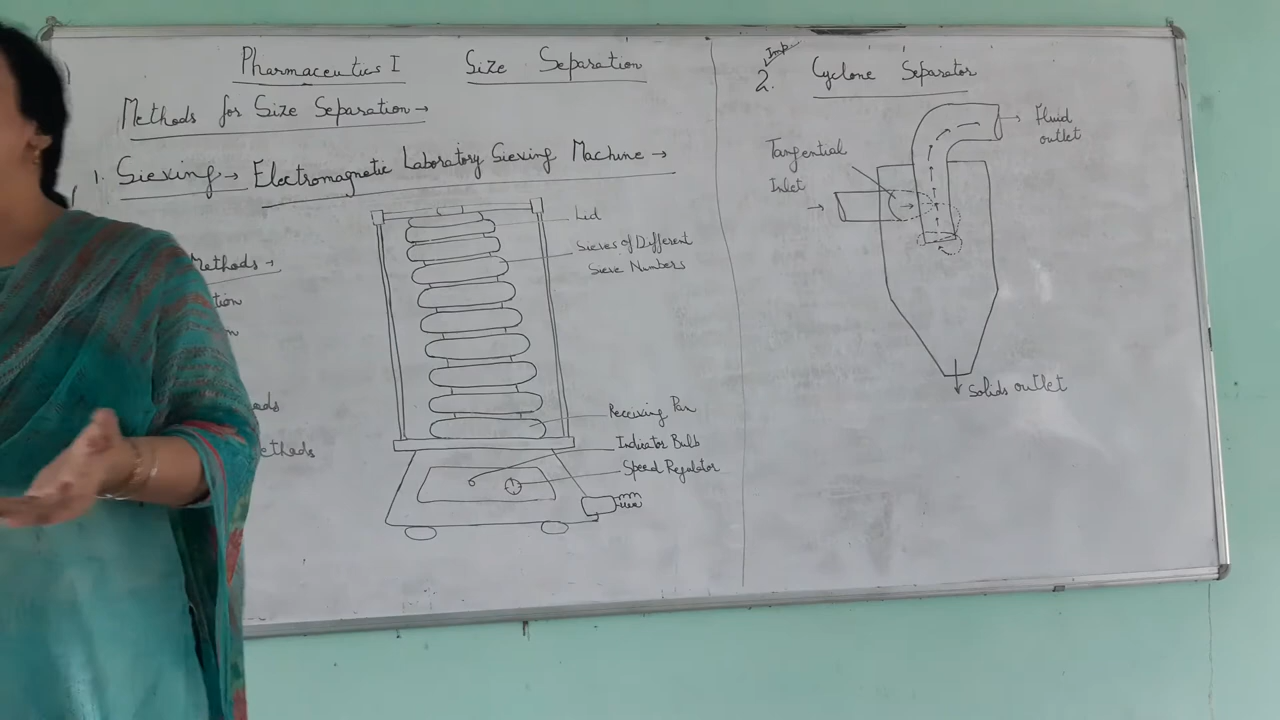 Pharmaceutics I
Size Separation
Methods for Size Separation →
1. Sieving → Electromagnetic Laboratory Sieving Machine →
Methods →
Lid
Sieves of Different
Sieve Numbers
Receiving Pan
Indicator Bulb
Speed Regulator
Imp
2. Cyclone Separator
Tangential
Inlet
Fluid
outlet
Solids outlet